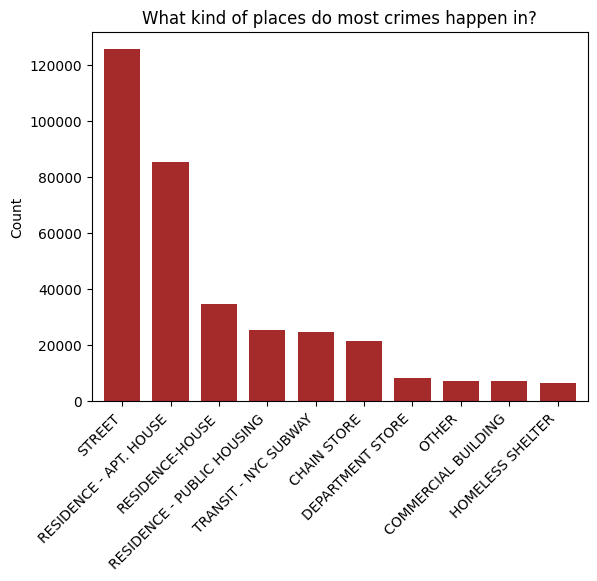 What kind of places do most crimes happen in?
Count
120000
100000
80000
60000
40000
20000
0
STREET
RESIDENCE - APT. HOUSE
RESIDENCE-HOUSE
RESIDENCE - PUBLIC HOUSING
TRANSIT - NYC SUBWAY
CHAIN STORE
DEPARTMENT STORE
OTHER
COMMERCIAL BUILDING
HOMELESS SHELTER